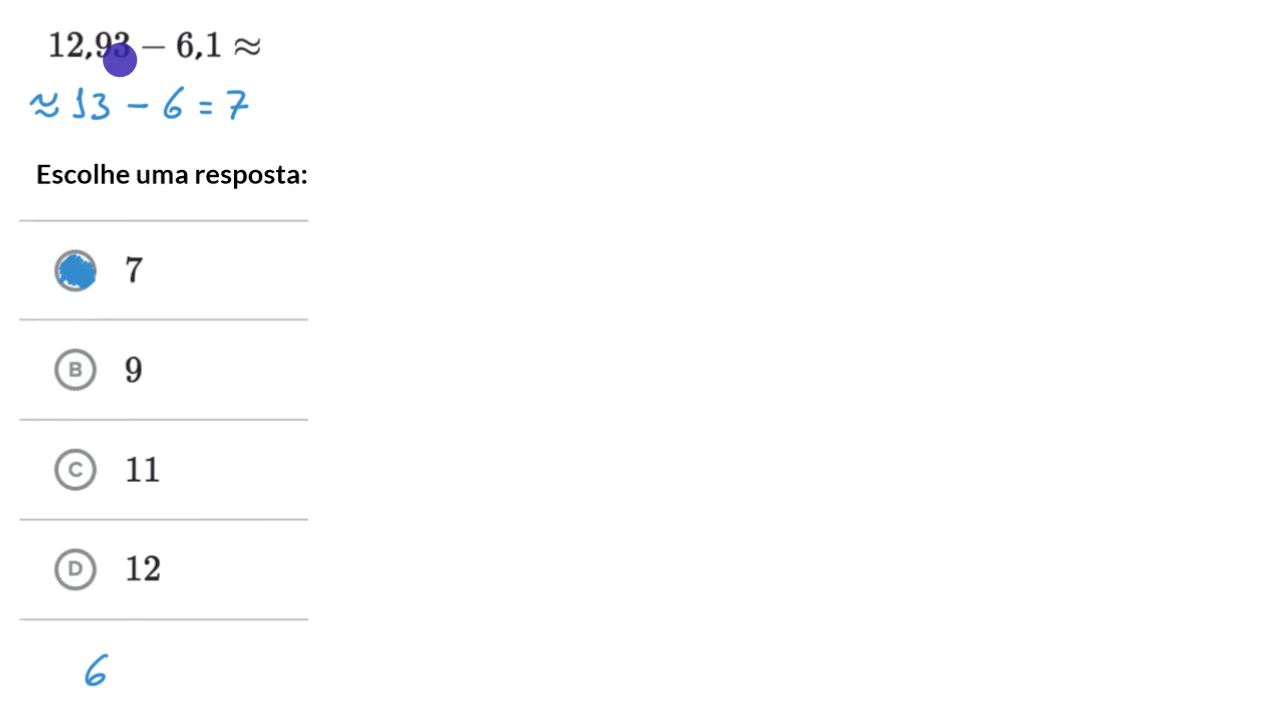 12,93 − 6,1 ≈
≈ 13 − 6 = 7
Escolhe uma resposta:
7
B 9
C 11
D 12
6